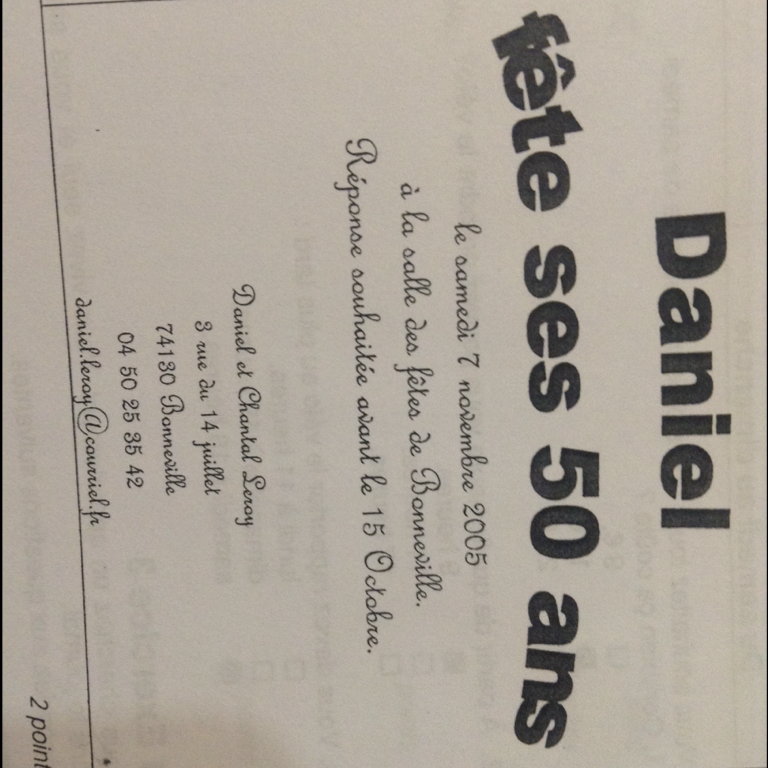 Daniel
fête ses 50 ans
le samedi 7 novembre 2005
à la salle des fêtes de Bonneville.
Réponse souhaitée avant le 15 Octobre.
Daniel et Chantal Leroy
3 rue du 14 juillet
74130 Bonneville
04 50 25 35 42
daniel.leroy@courriel.fr
2 point